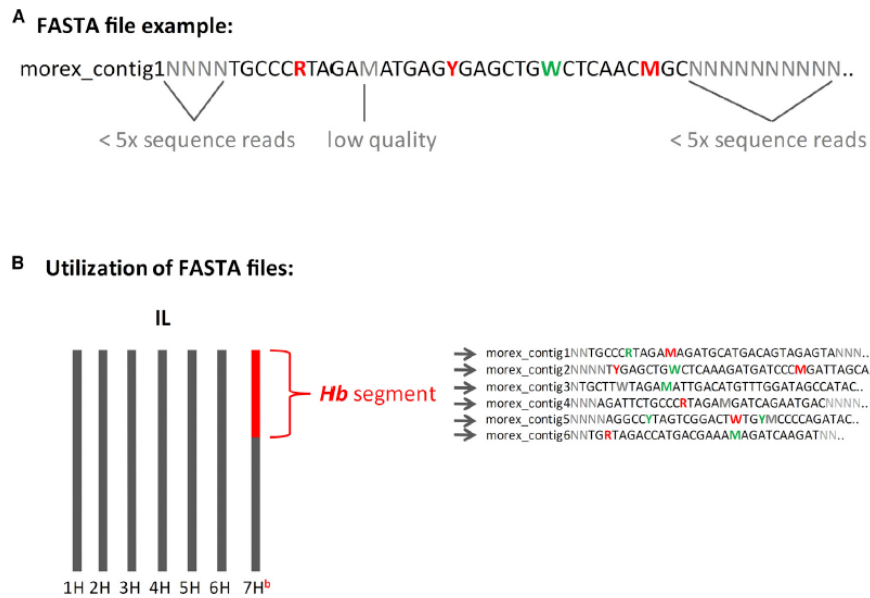 A FASTA file example:
morex_contig1NNNNTGCCCRTAGAMATGAGYGAGCTGWCTCAACMGCNNNNNNNNNN..
< 5x sequence reads low quality < 5x sequence reads
B Utilization of FASTA files:
IL
Hb segment
1H 2H 3H 4H 5H 6H 7Hb
morex_contig1NNTGCCCRTAGAMAGATGCATGACAGTAGAGTANNN..
morex_contig2NNNNTYGAGCTGWCTCAAAGATGATCCCMGATTAGCA
morex_contig3NTGCTTWTAGAMATTGACATGTTTGGATAGCCATAC..
morex_contig4NNNAGATTCTGCCCRTAGAMGATCAGAATGACNNNN..
morex_contig5NNNNAGGCCYTAGTCGGACTWTGYMCCCCAGATAC..
morex_contig6NNTGRTAGACCATGACGAAAMAGATCAAGATNN..